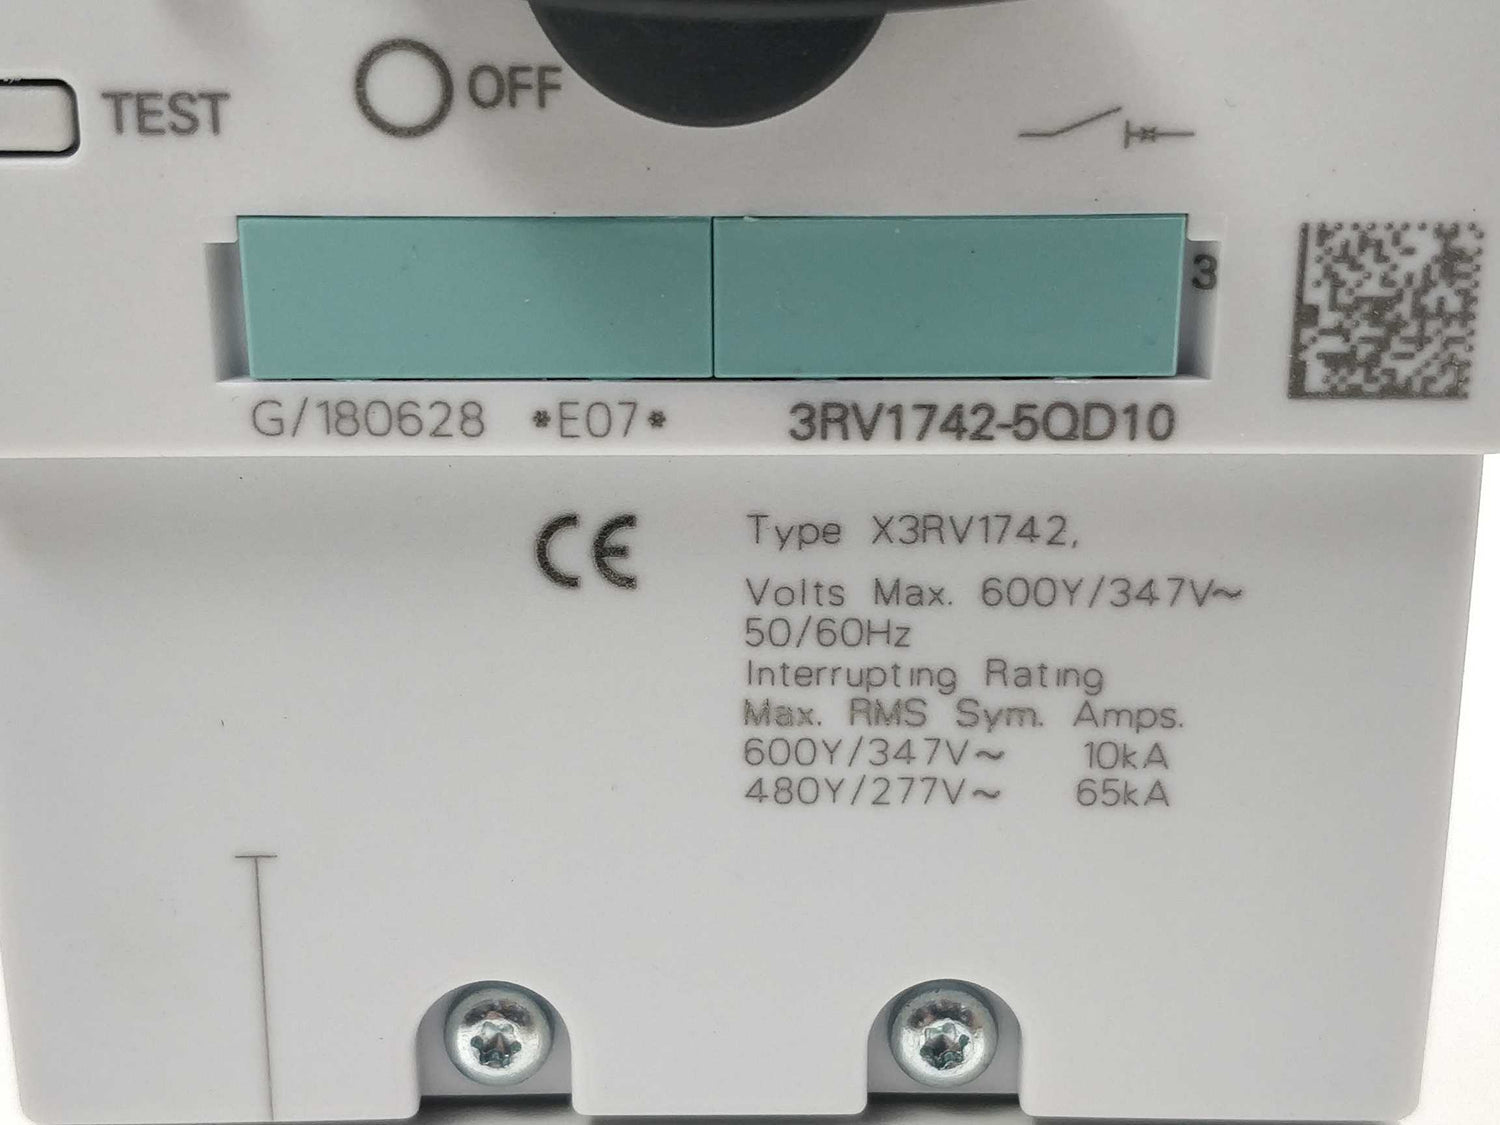 TEST
OFF
3
G/180628 *E07* 3RV1742-5QD10
CE
Type X3RV1742,
Volts Max. 600Y/347V~
50/60Hz
Interrupting Rating
Max. RMS Sym. Amps.
600Y/347V~ 10kA
480Y/277V~ 65kA